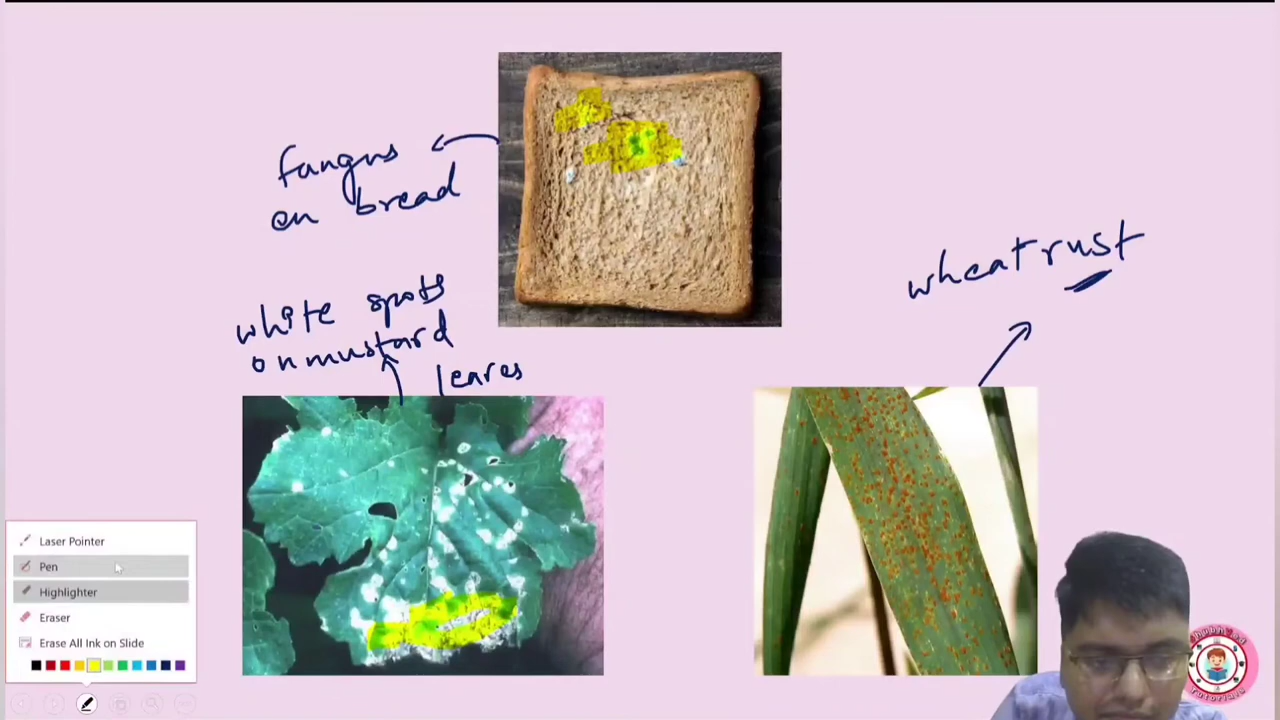 fangus
on bread
wheat rust
white spots
on mustard
leaves
Laser Pointer
Pen
Highlighter
Eraser
Erase All Ink on Slide